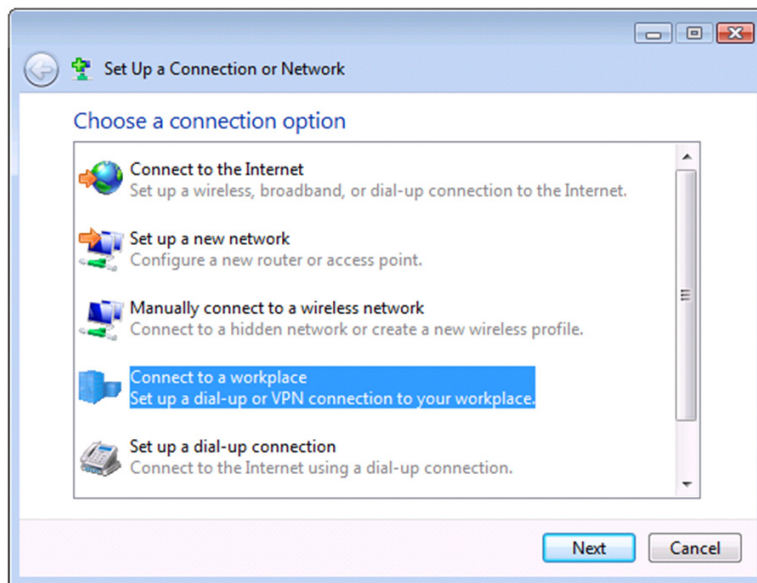 Set Up a Connection or Network
Choose a connection option
Connect to the Internet
Set up a wireless, broadband, or dial-up connection to the Internet.
Set up a new network
Configure a new router or access point.
Manually connect to a wireless network
Connect to a hidden network or create a new wireless profile.
Connect to a workplace
Set up a dial-up or VPN connection to your workplace.
Set up a dial-up connection
Connect to the Internet using a dial-up connection.
Next Cancel